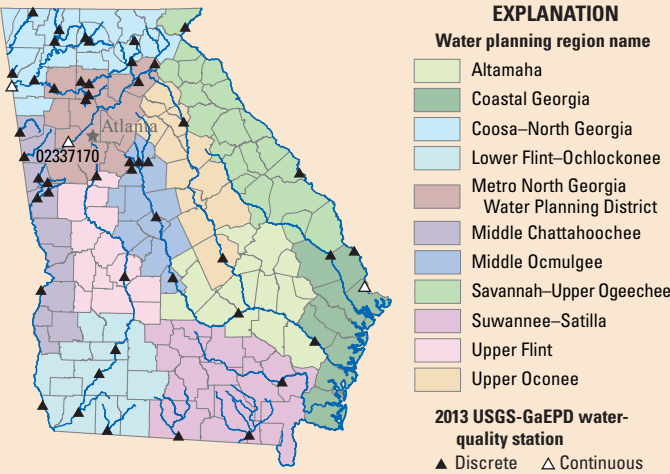 Atlanta
02337170
EXPLANATION
Water planning region name
Altamaha
Coastal Georgia
Coosa–North Georgia
Lower Flint–Ochlockonee
Metro North Georgia
Water Planning District
Middle Chattahoochee
Middle Ocmulgee
Savannah–Upper Ogeechee
Suwannee–Satilla
Upper Flint
Upper Oconee
2013 USGS-GaEPD water-
quality station
Discrete
Continuous